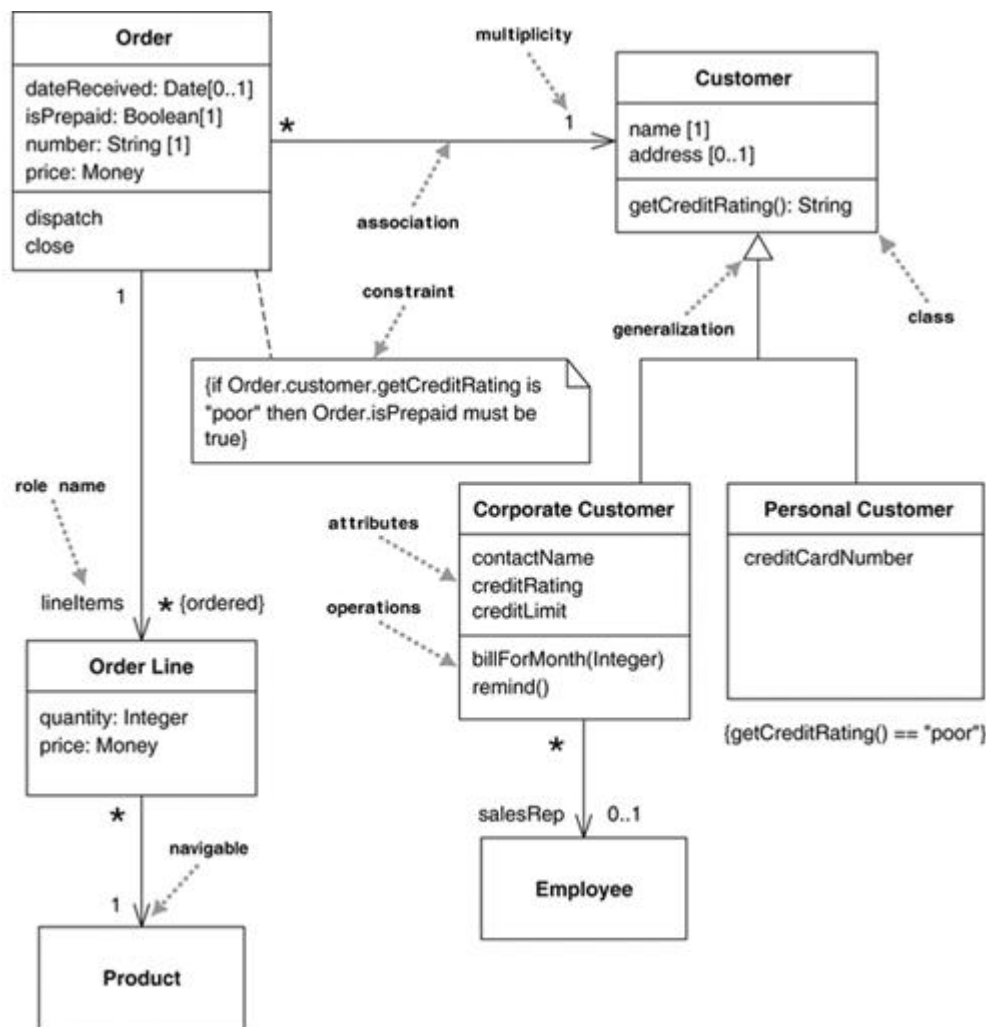 Order
dateReceived: Date[0..1]
isPrepaid: Boolean[1]
number: String [1]
price: Money
dispatch
close
multiplicity
*
1
association
Customer
name [1]
address [0..1]
getCreditRating(): String
generalization
class
1
constraint
{if Order.customer.getCreditRating is
"poor" then Order.isPrepaid must be
true}
role name
lineItems
* {ordered}
Order Line
quantity: Integer
price: Money
*
navigable
1
Product
attributes
operations
Corporate Customer
contactName
creditRating
creditLimit
billForMonth(Integer)
remind()
*
salesRep
0..1
Employee
Personal Customer
creditCardNumber
{getCreditRating() == "poor"}